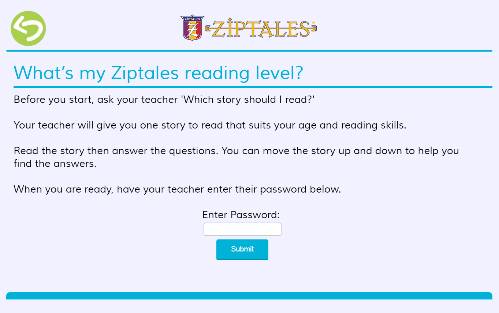 ZIPTALES
What's my Ziptales reading level?
Before you start, ask your teacher 'Which story should I read?'
Your teacher will give you one story to read that suits your age and reading skills.
Read the story then answer the questions. You can move the story up and down to help you
find the answers.
When you are ready, have your teacher enter their password below.
Enter Password:
Submit